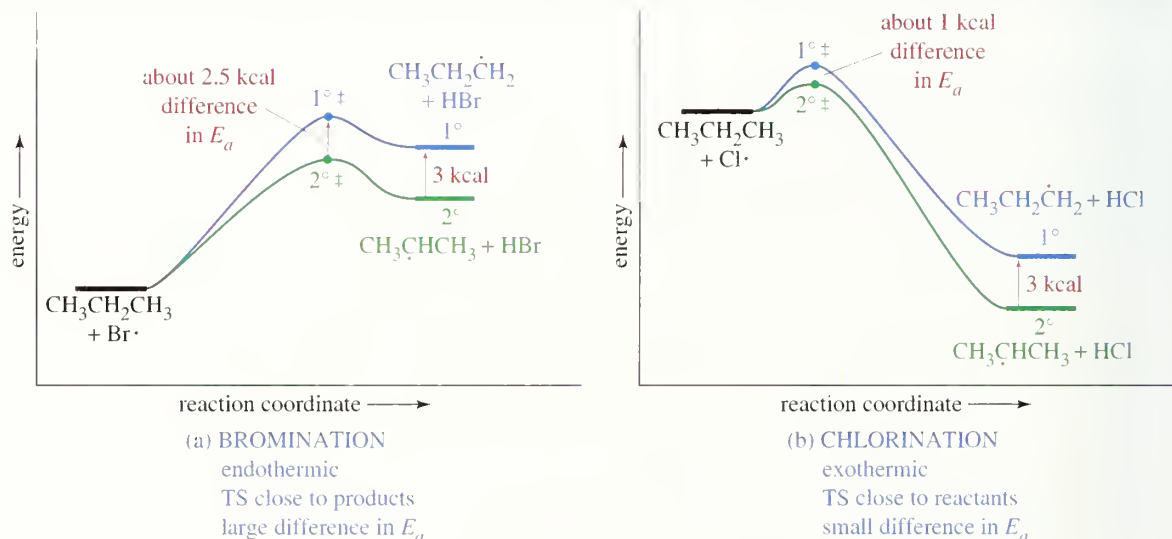 about 2.5 kcal
difference
in Eₐ
1° ‡
CH₃CH₂ĊH₂
+ HBr
1°
3 kcal
2° ‡
2°
CH₃ĊHCH₃ + HBr
energy
CH₃CH₂CH₃
+ Br·
reaction coordinate
(a) BROMINATION
endothermic
TS close to products
large difference in Eₐ
about 1 kcal
difference
in Eₐ
1° ‡
2° ‡
CH₃CH₂CH₃
+ Cl·
energy
CH₃CH₂ĊH₂ + HCl
1°
3 kcal
2°
CH₃ĊHCH₃ + HCl
reaction coordinate
(b) CHLORINATION
exothermic
TS close to reactants
small difference in Eₐ